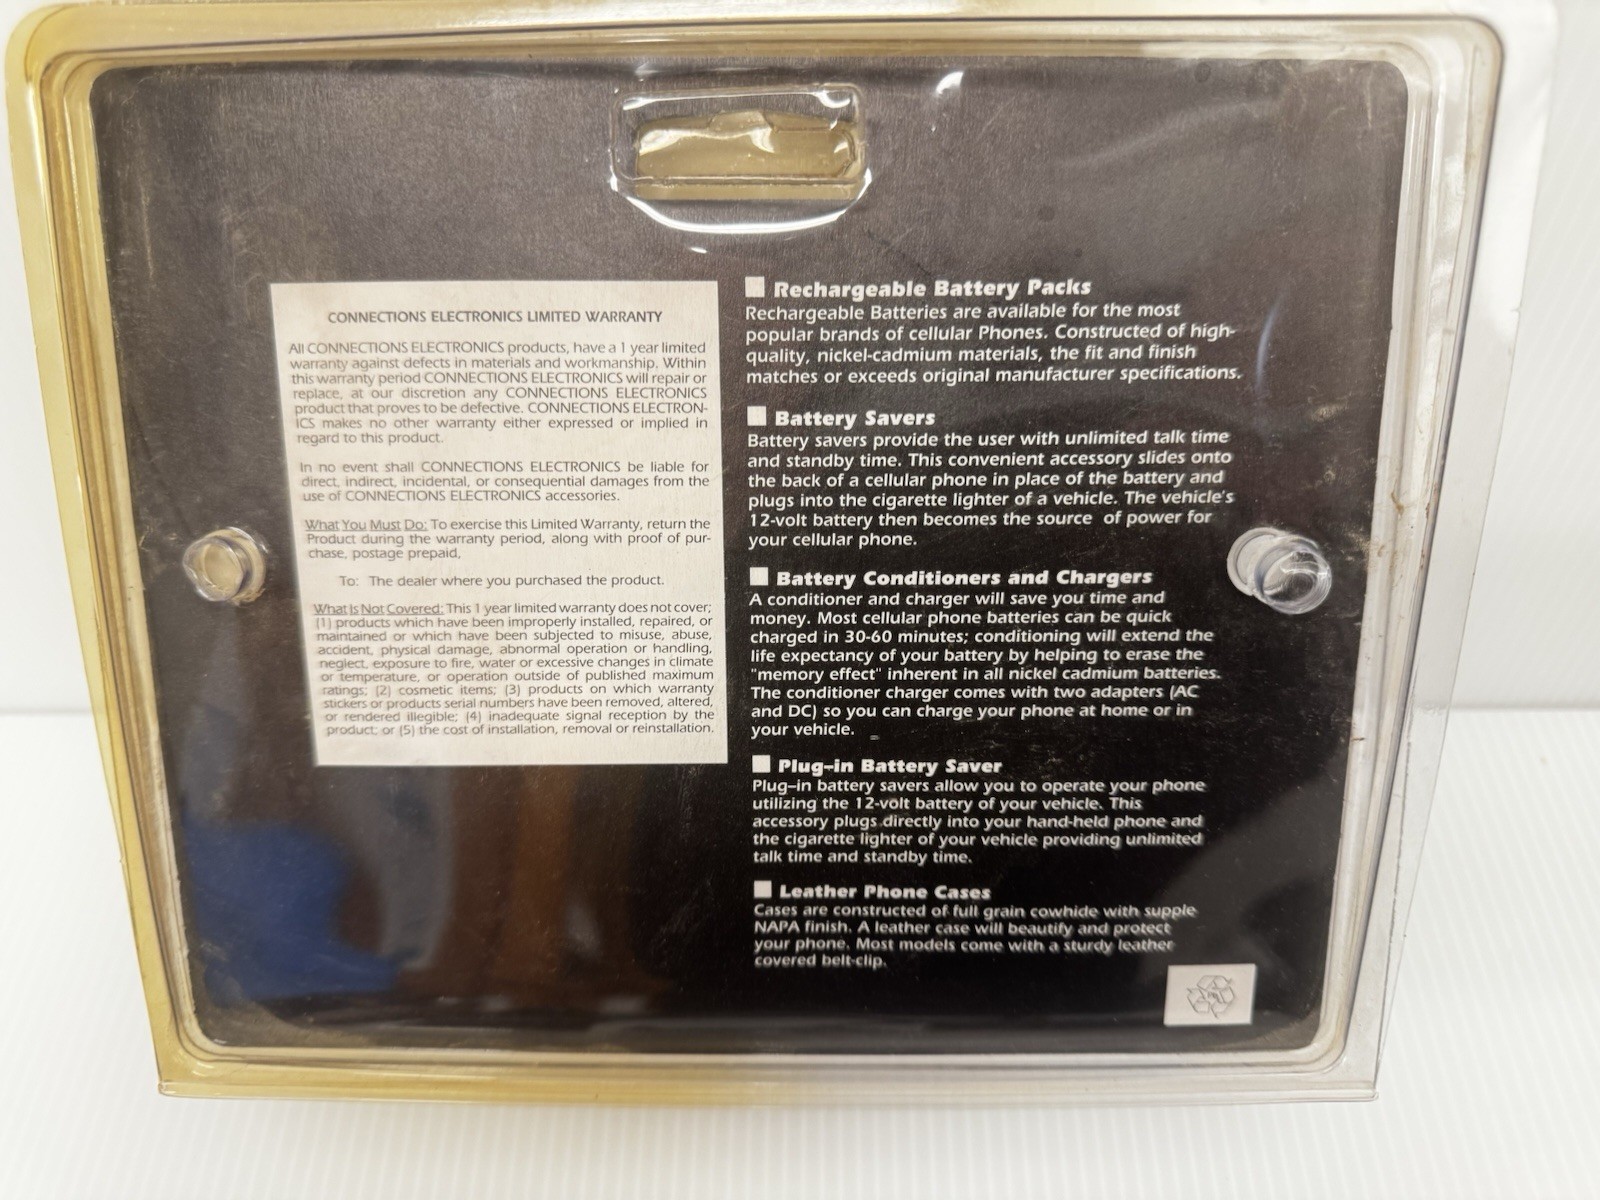 CONNECTIONS ELECTRONICS LIMITED WARRANTY
All CONNECTIONS ELECTRONICS products, have a 1 year limited
warranty against defects in materials and workmanship. Within
this warranty period CONNECTIONS ELECTRONICS will repair or
replace, at our discretion any CONNECTIONS ELECTRONICS
product that proves to be defective. CONNECTIONS ELECTRON-
ICS makes no other warranty either expressed or implied in
regard to this product.
In no event shall CONNECTIONS ELECTRONICS be liable for
direct, indirect, incidental, or consequential damages from the
use of CONNECTIONS ELECTRONICS accessories.
What You Must Do: To exercise this Limited Warranty, return the
Product during the warranty period, along with proof of pur-
chase, postage prepaid,
To: The dealer where you purchased the product.
What Is Not Covered: This 1 year limited warranty does not cover;
(1) products which have been improperly installed, repaired, or
maintained or which have been subjected to misuse, abuse,
accident, physical damage, abnormal operation or handling,
neglect, exposure to fire, water or excessive changes in climate
or temperature, or operation outside of published maximum
ratings; (2) cosmetic items; (3) products on which warranty
stickers or products serial numbers have been removed, altered,
or rendered illegible; (4) inadequate signal reception by the
product; or (5) the cost of installation, removal or reinstallation.
Rechargeable Battery Packs
Rechargeable Batteries are available for the most
popular brands of cellular Phones. Constructed of high-
quality, nickel-cadmium materials, the fit and finish
matches or exceeds original manufacturer specifications.
Battery Savers
Battery savers provide the user with unlimited talk time
and standby time. This convenient accessory slides onto
the back of a cellular phone in place of the battery and
plugs into the cigarette lighter of a vehicle. The vehicle's
12-volt battery then becomes the source of power for
your cellular phone.
Battery Conditioners and Chargers
A conditioner and charger will save you time and
money. Most cellular phone batteries can be quick
charged in 30-60 minutes; conditioning will extend the
life expectancy of your battery by helping to erase the
"memory effect" inherent in all nickel cadmium batteries.
The conditioner charger comes with two adapters (AC
and DC) so you can charge your phone at home or in
your vehicle.
Plug–in Battery Saver
Plug–in battery savers allow you to operate your phone
utilizing the 12-volt battery of your vehicle. This
accessory plugs directly into your hand-held phone and
the cigarette lighter of your vehicle providing unlimited
talk time and standby time.
Leather Phone Cases
Cases are constructed of full grain cowhide with supple
NAPA finish. A leather case will beautify and protect
your phone. Most models come with a sturdy leather
covered belt-clip.